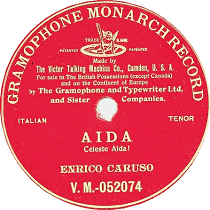 GRAMOPHONE MONARCH RECORD
TRADE MARK
PATENTED PATENTED
Made by
The Victor Talking Machine Co., Camden, U. S. A.
For sale in The British Possessions (except Canada)
and on the Continent of Europe
by The Gramophone and Typewriter Ltd.
and Sister Companies.
ITALIAN TENOR
AIDA
Celeste Aida!
ENRICO CARUSO
V. M.-052074